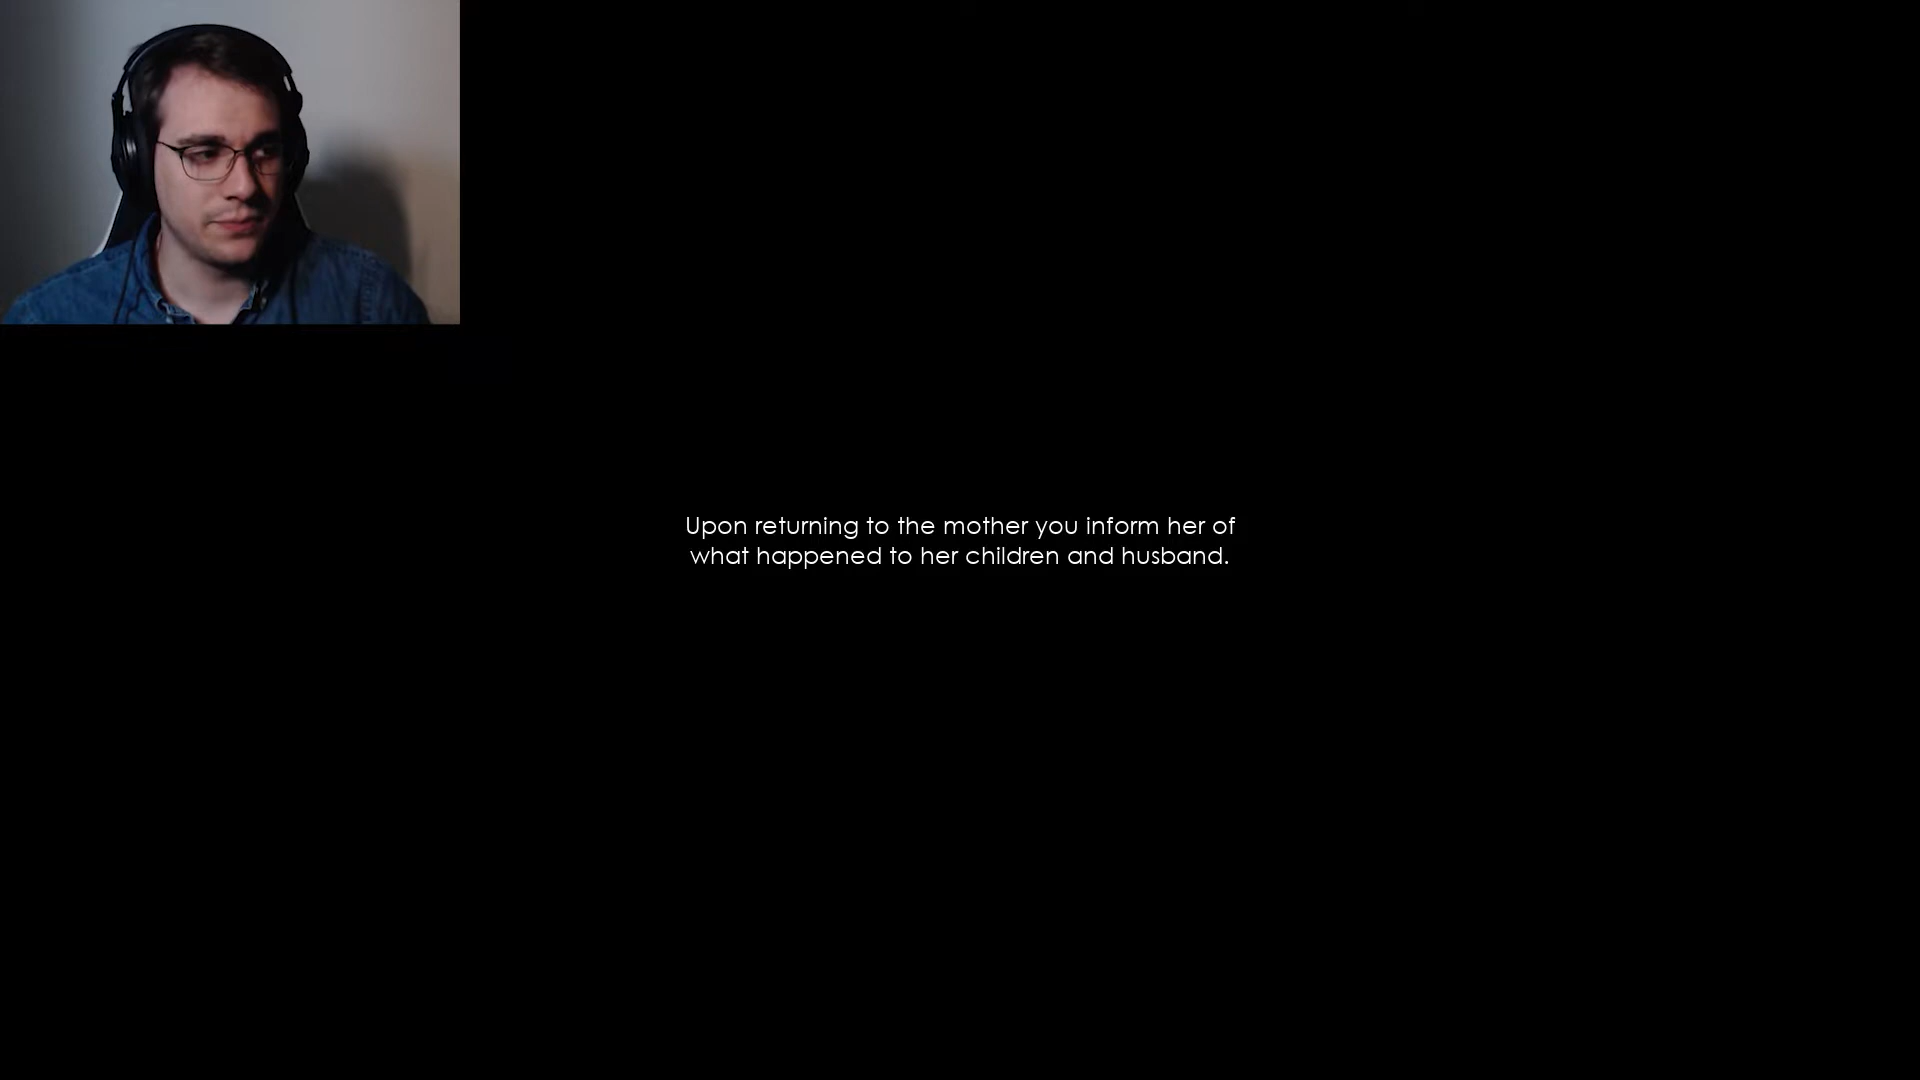 Upon returning to the mother you inform her of
what happened to her children and husband.